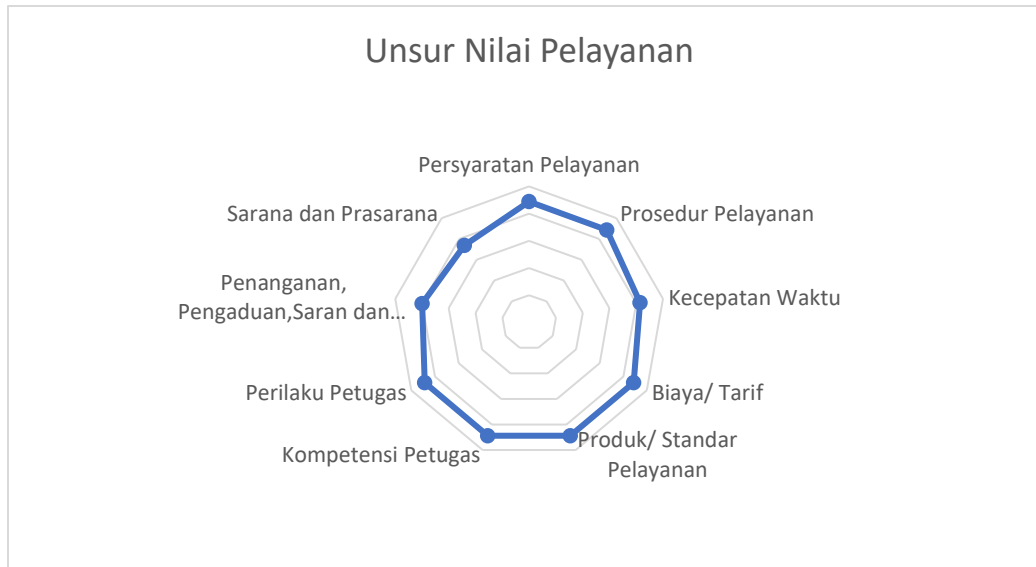 Unsur Nilai Pelayanan
Persyaratan Pelayanan
Prosedur Pelayanan
Kecepatan Waktu
Biaya/ Tarif
Produk/ Standar
Pelayanan
Kompetensi Petugas
Perilaku Petugas
Penanganan,
Pengaduan,Saran dan...
Sarana dan Prasarana